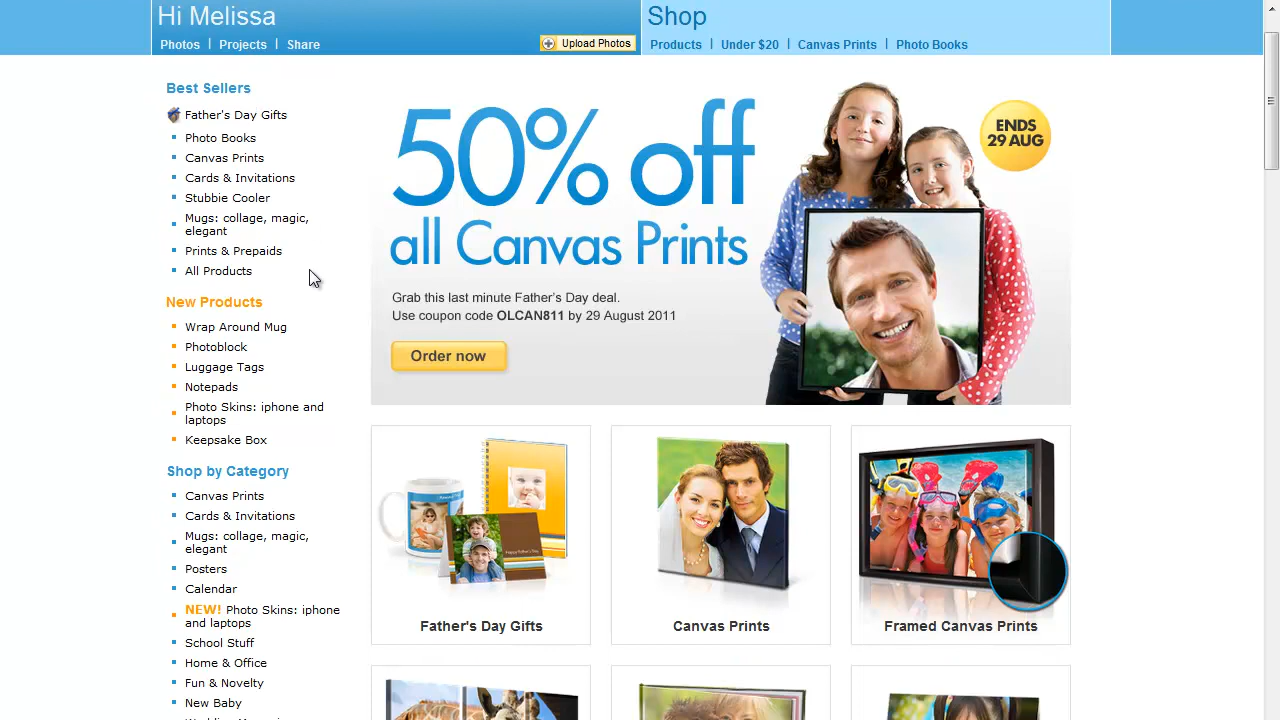 Hi Melissa
Photos | Projects | Share
Upload Photos
Shop
Products | Under $20 | Canvas Prints | Photo Books
Best Sellers
Father's Day Gifts
Photo Books
Canvas Prints
Cards & Invitations
Stubbie Cooler
Mugs: collage, magic,
elegant
Prints & Prepaids
All Products
New Products
Wrap Around Mug
Photoblock
Luggage Tags
Notepads
Photo Skins: iphone and
laptops
Keepsake Box
Shop by Category
Canvas Prints
Cards & Invitations
Mugs: collage, magic,
elegant
Posters
Calendar
NEW! Photo Skins: iphone
and laptops
School Stuff
Home & Office
Fun & Novelty
New Baby
50% off
all Canvas Prints
Grab this last minute Father's Day deal.
Use coupon code OLCAN811 by 29 August 2011
Order now
ENDS
29 AUG
Father's Day Gifts
Canvas Prints
Framed Canvas Prints